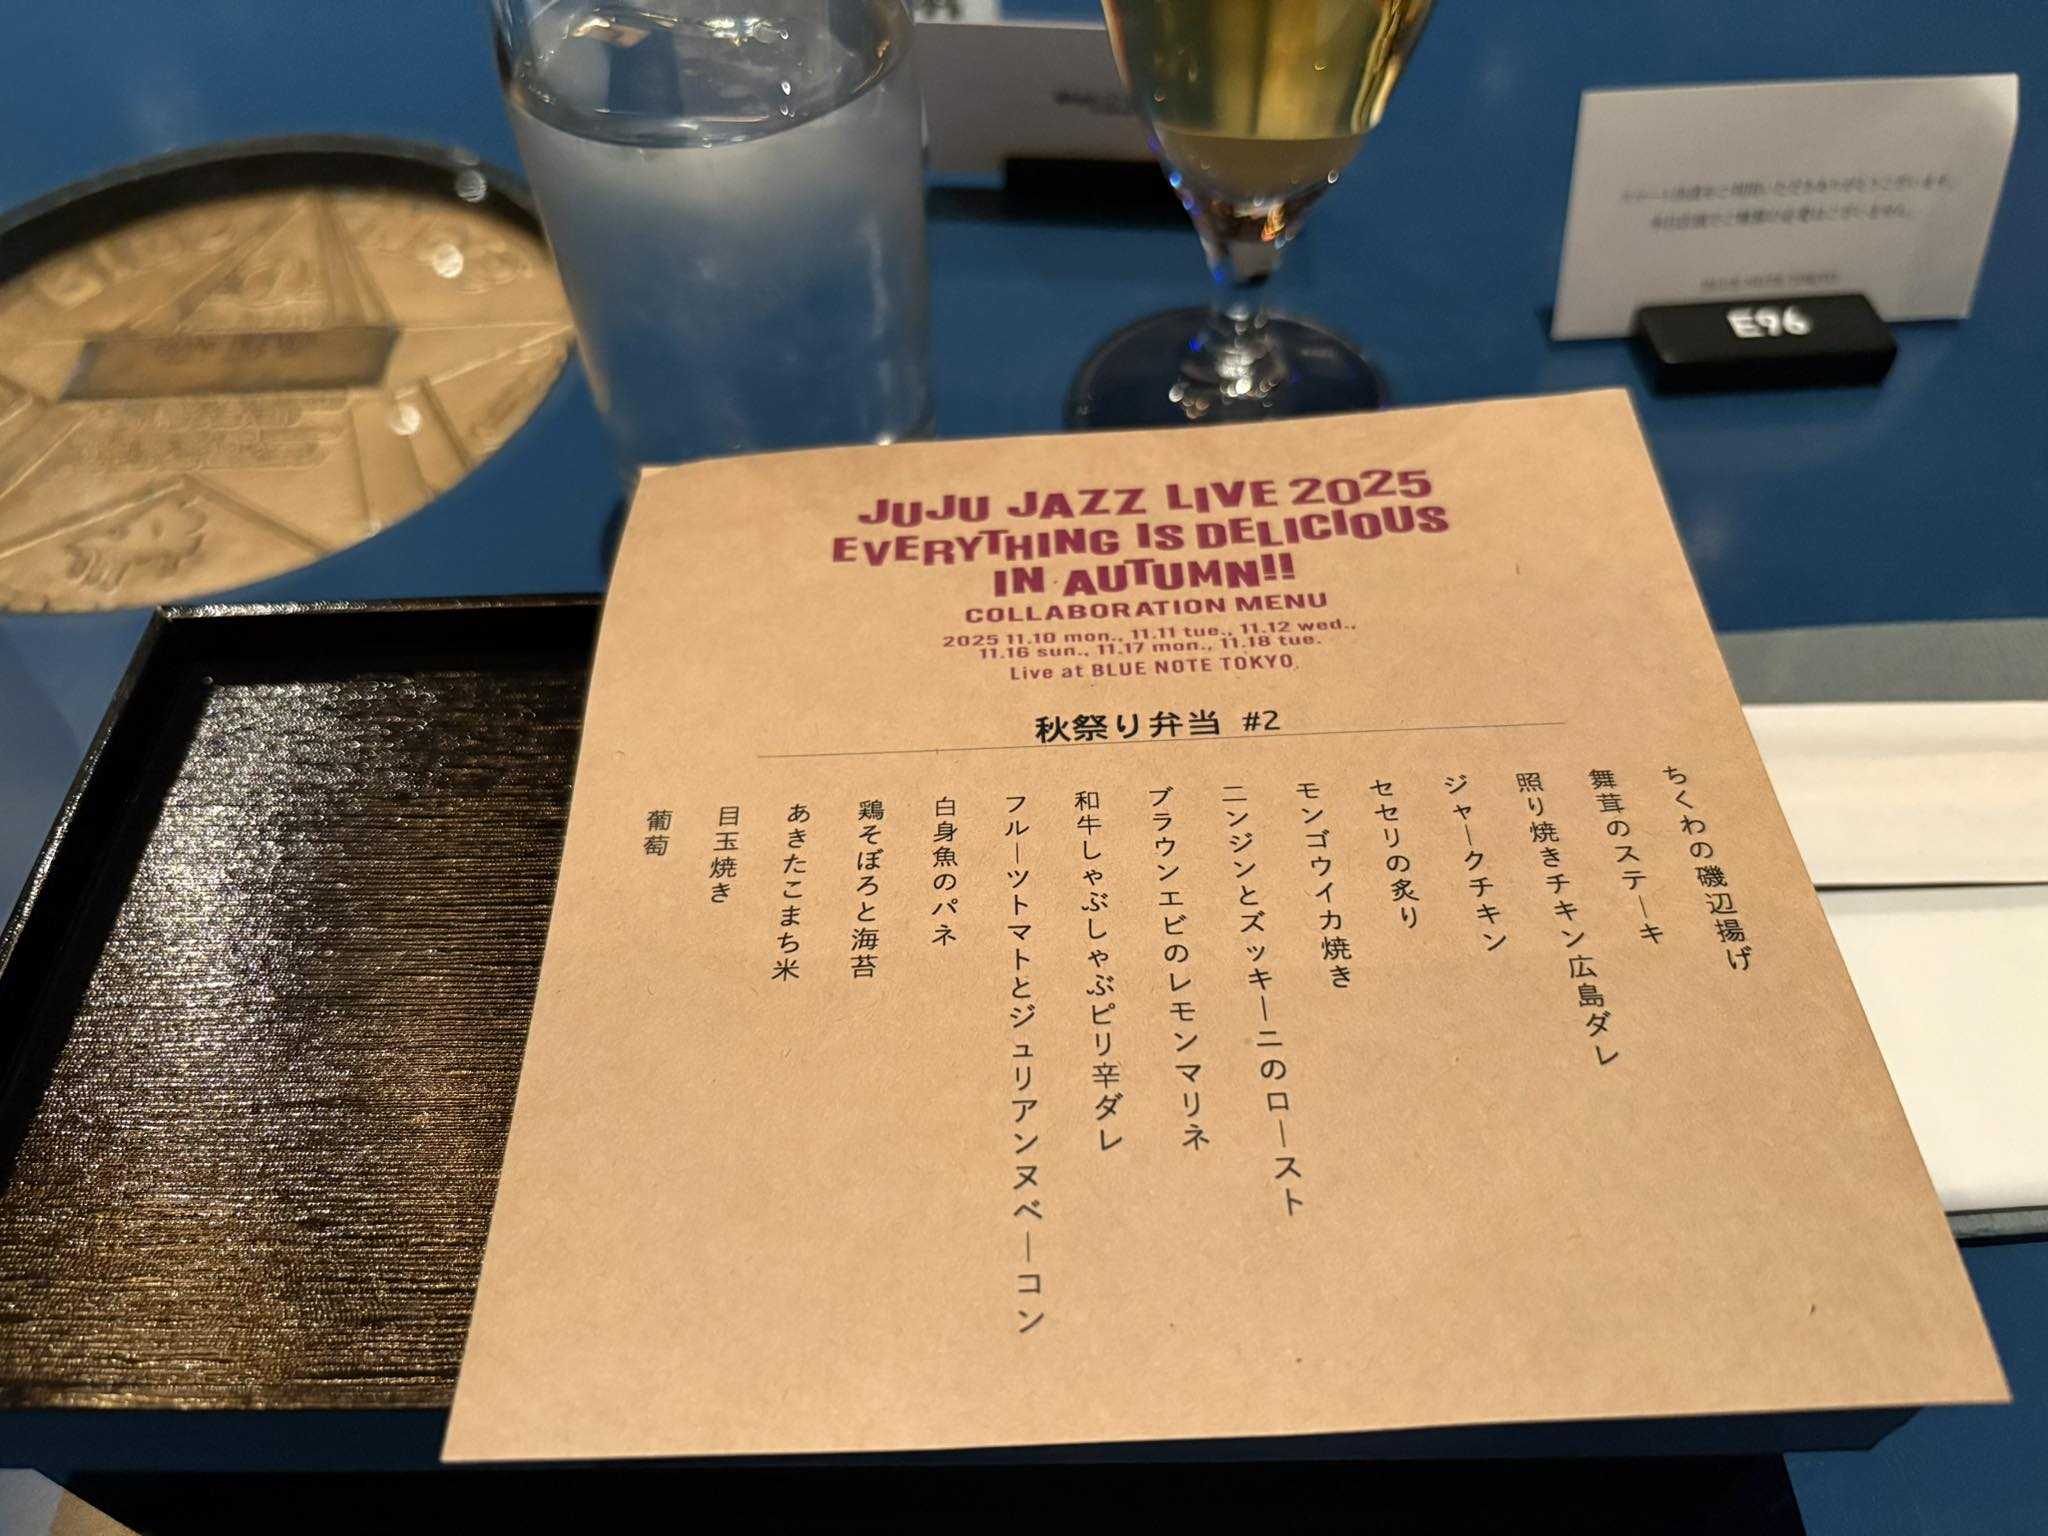 JUJU JAZZ LIVE 2025
EVERYTHING IS DELICIOUS
IN AUTUMN!!
COLLABORATION MENU
2025 11.10 mon., 11.11 tue., 11.12 wed.,
11.16 sun., 11.17 mon., 11.18 tue.
Live at BLUE NOTE TOKYO
秋祭り弁当 #2
ちくわの磯辺揚げ
舞茸のステーキ
照り焼きチキン広島ダレ
ジャークチキン
セセリの炙り
モンゴウイカ焼き
ニンジンとズッキーニのロースト
ブラウンエビのレモンマリネ
和牛しゃぶしゃぶピリ辛ダレ
フルーツトマトとジュリアンヌベーコン
白身魚のパネ
鶏そぼろと海苔
あきたこまち米
目玉焼き
葡萄
E96
BLUE NOTE TOKYO